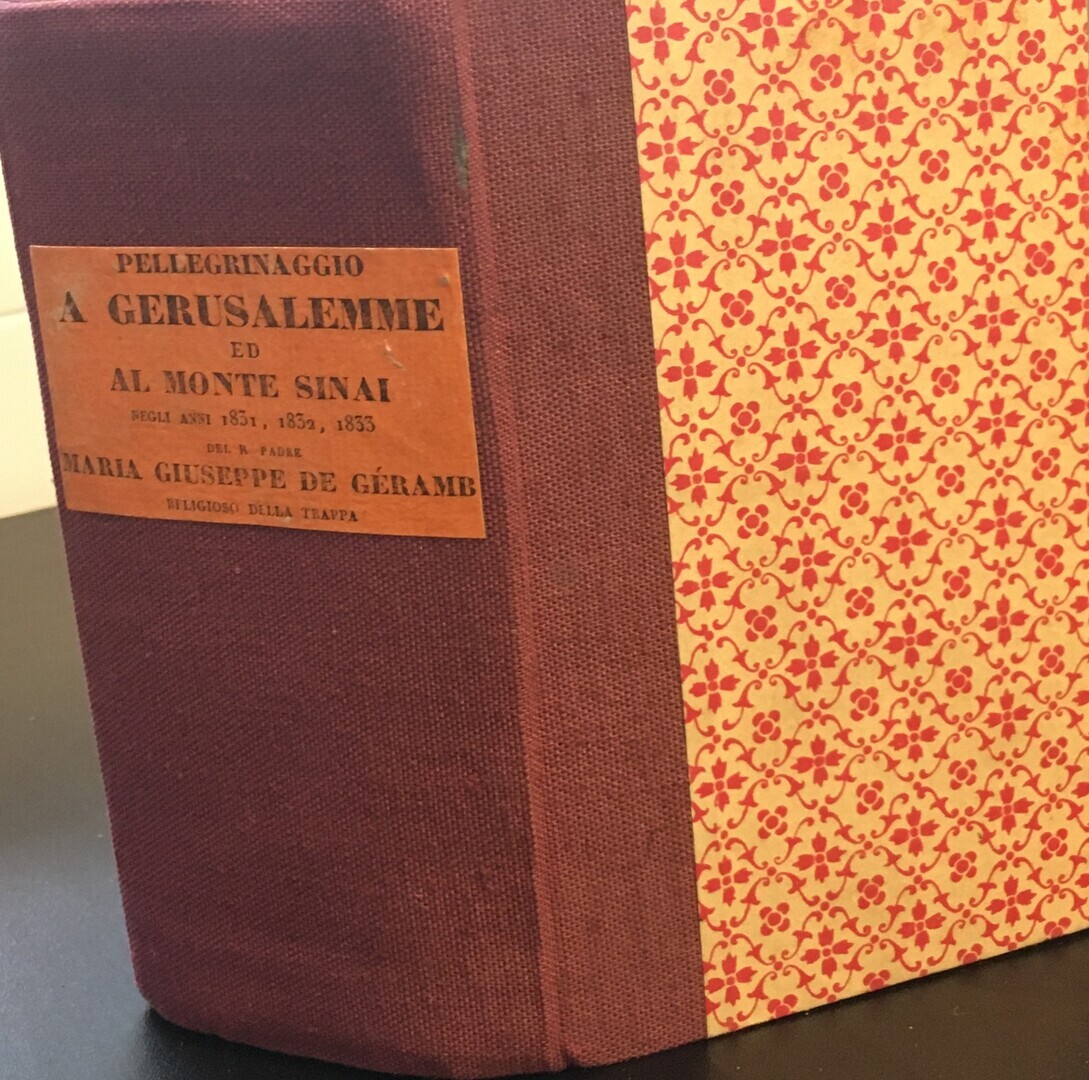 PELLEGRINAGGIO
A GERUSALEMME
ED
AL MONTE SINAI
NEGLI ANNI 1831, 1832, 1833
DEL R. PADRE
MARIA GIUSEPPE DE GÉRAMB
RELIGIOSO DELLA TRAPPA